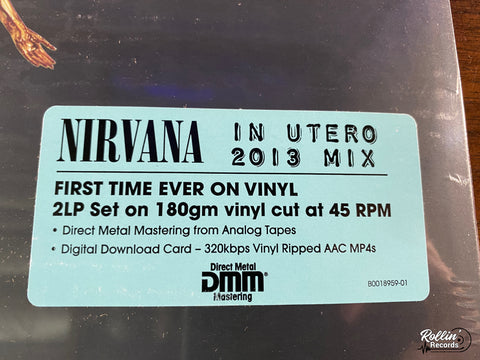 NIRVANA IN UTERO
2013 MIX
FIRST TIME EVER ON VINYL
2LP Set on 180gm vinyl cut at 45 RPM
• Direct Metal Mastering from Analog Tapes
• Digital Download Card – 320kbps Vinyl Ripped AAC MP4s
Direct Metal
DMM®
Mastering
B0018959-01
Rollin'
Records